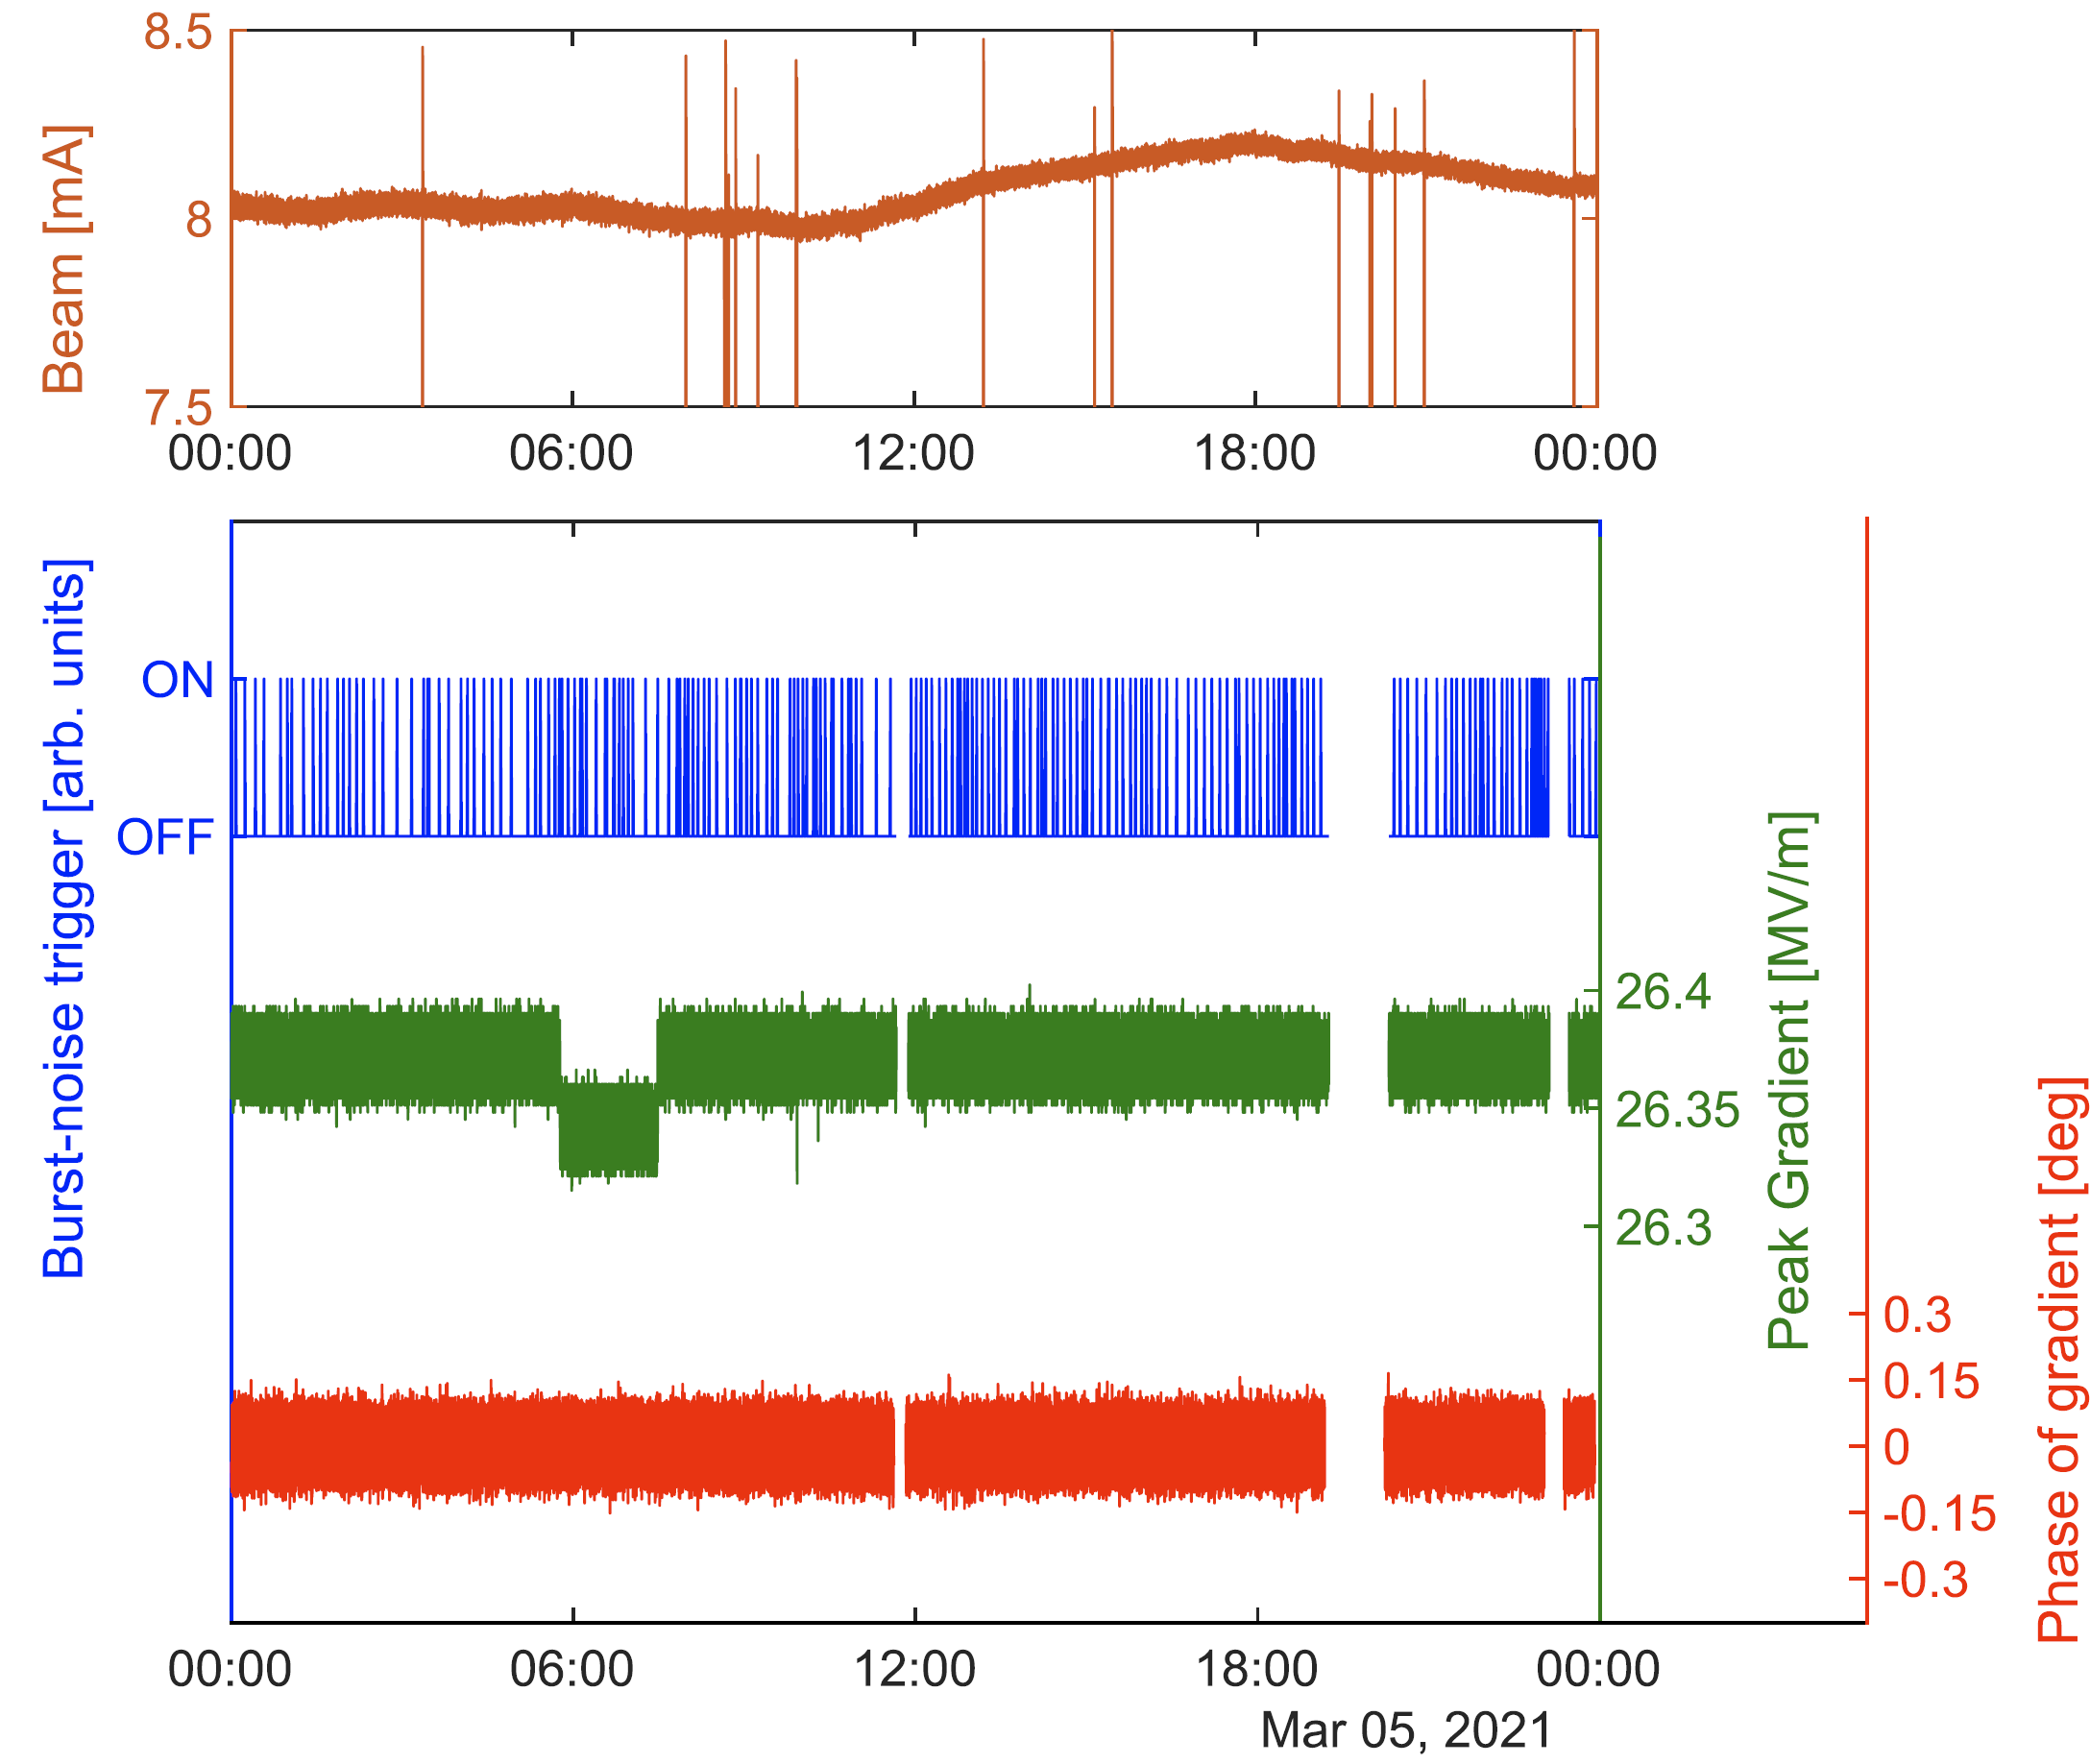 Beam [mA]
8.5
8
7.5
00:00 06:00 12:00 18:00 00:00
Burst-noise trigger [arb. units]
ON
OFF
Peak Gradient [MV/m]
26.4
26.35
26.3
Phase of gradient [deg]
0.3
0.15
0
-0.15
-0.3
00:00 06:00 12:00 18:00 00:00
Mar 05, 2021